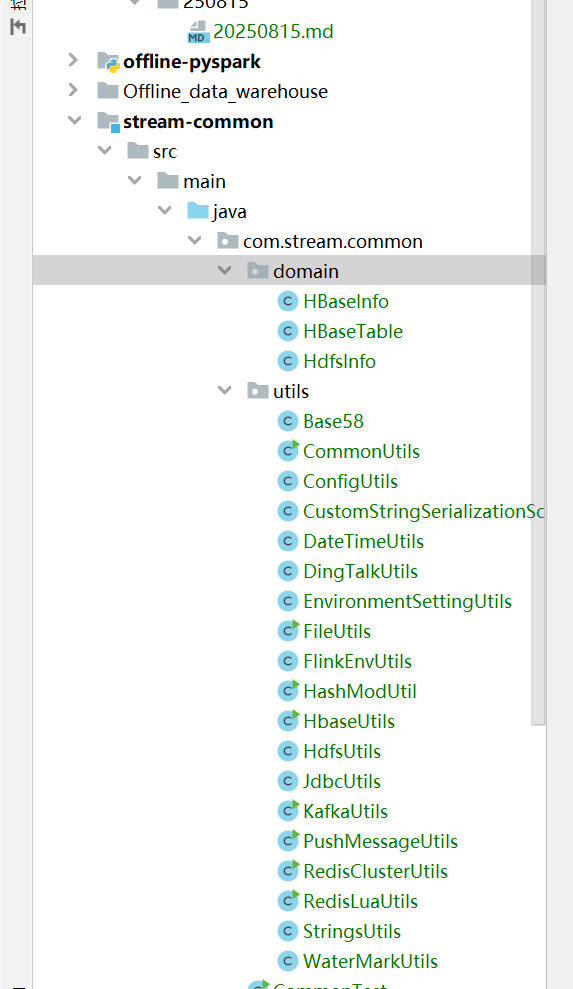 250815
20250815.md
offline-pyspark
Offline_data_warehouse
stream-common
src
main
java
com.stream.common
domain
HBaseInfo
HBaseTable
HdfsInfo
utils
Base58
CommonUtils
ConfigUtils
CustomStringSerializationSc
DateTimeUtils
DingTalkUtils
EnvironmentSettingUtils
FileUtils
FlinkEnvUtils
HashModUtil
HbaseUtils
HdfsUtils
JdbcUtils
KafkaUtils
PushMessageUtils
RedisClusterUtils
RedisLuaUtils
StringsUtils
WaterMarkUtils
CommonTest